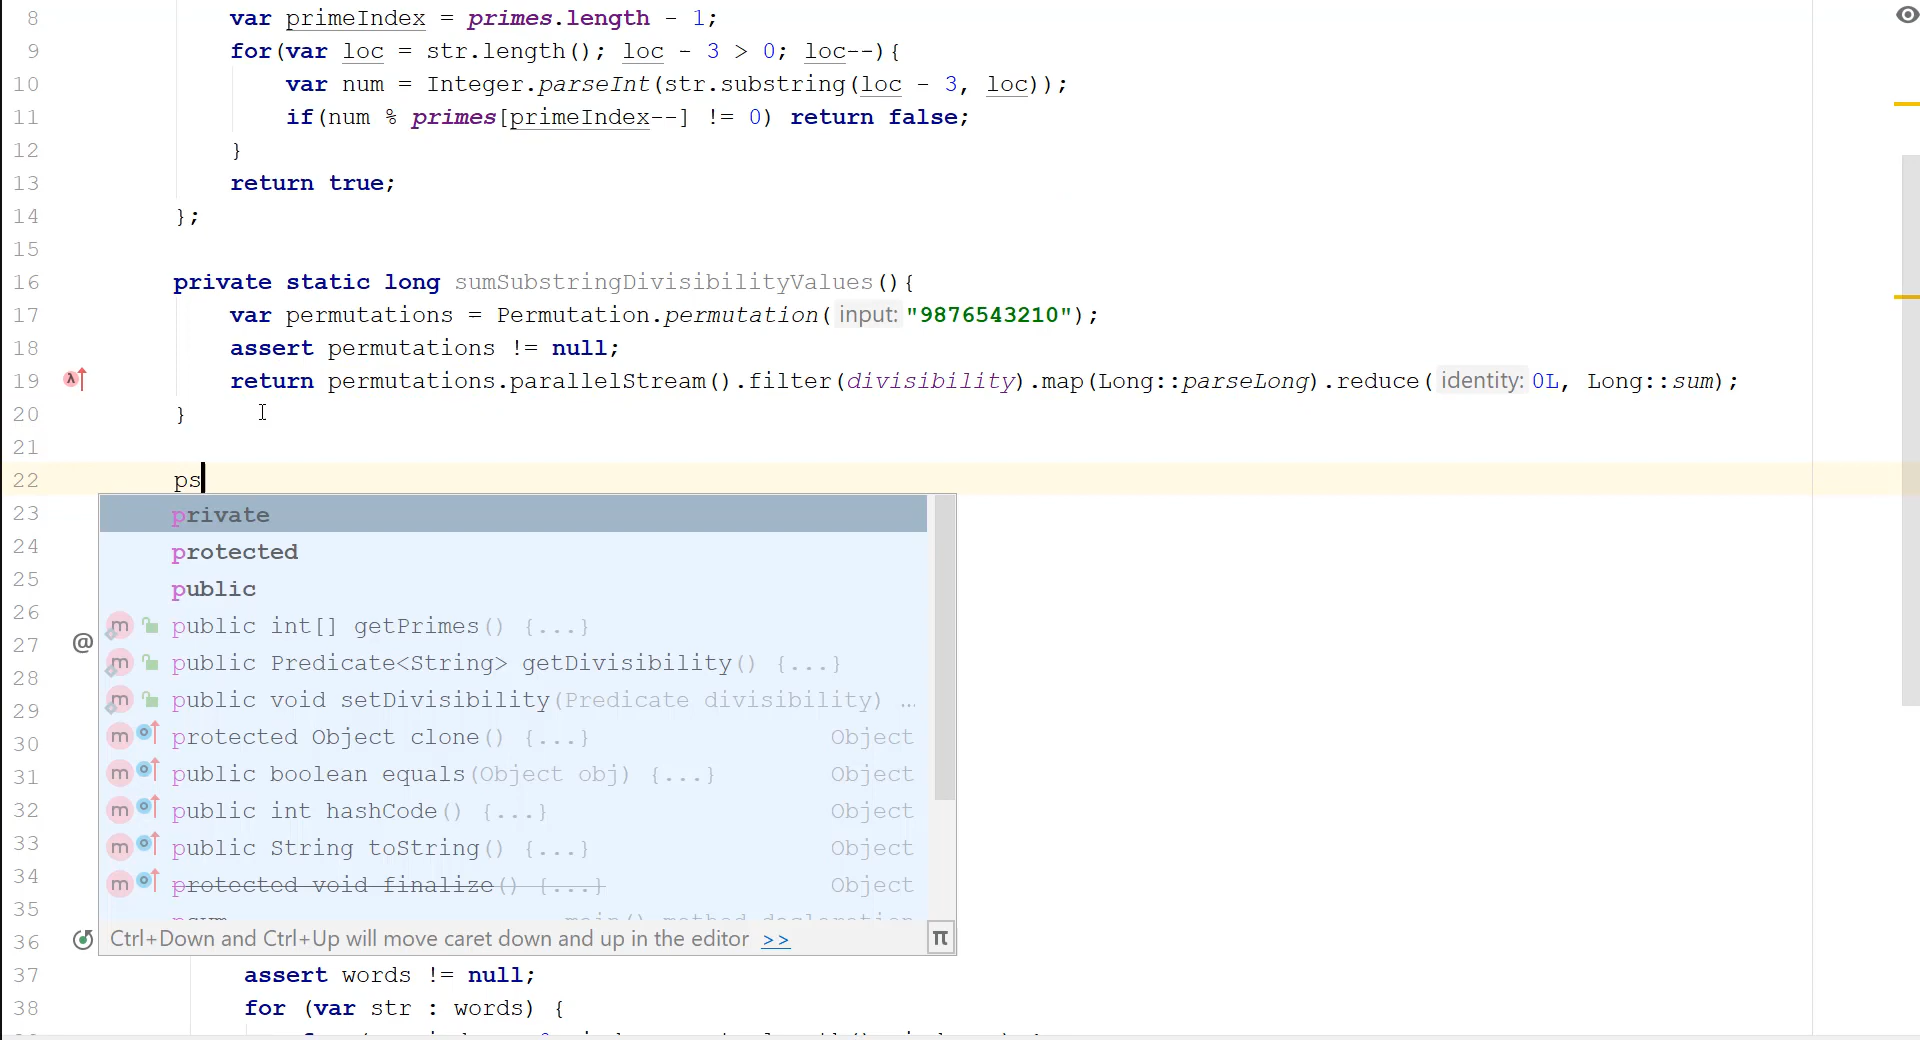 8 var primeIndex = primes.length - 1;
9 for(var loc = str.length(); loc - 3 > 0; loc--){
10 var num = Integer.parseInt(str.substring(loc - 3, loc));
11 if(num % primes[primeIndex--] != 0) return false;
12 }
13 return true;
14 };
15
16 private static long sumSubstringDivisibilityValues(){
17 var permutations = Permutation.permutation( input: "9876543210");
18 assert permutations != null;
19 return permutations.parallelStream().filter(divisibility).map(Long::parseLong).reduce( identity: 0L, Long::sum);
20 }
21
22 ps
23 private
24 protected
25 public
26 m public int[] getPrimes() {...}
27 @ m public Predicate<String> getDivisibility() {...}
28 m public void setDivisibility(Predicate divisibility) …
29
30 m protected Object clone() {...} Object
31 m public boolean equals(Object obj) {...} Object
32 m public int hashCode() {...} Object
33 m public String toString() {...} Object
34 m protected void finalize() {...} Object
35 psvm main() method declaration
36 Ctrl+Down and Ctrl+Up will move caret down and up in the editor >> π
37 assert words != null;
38 for (var str : words) {